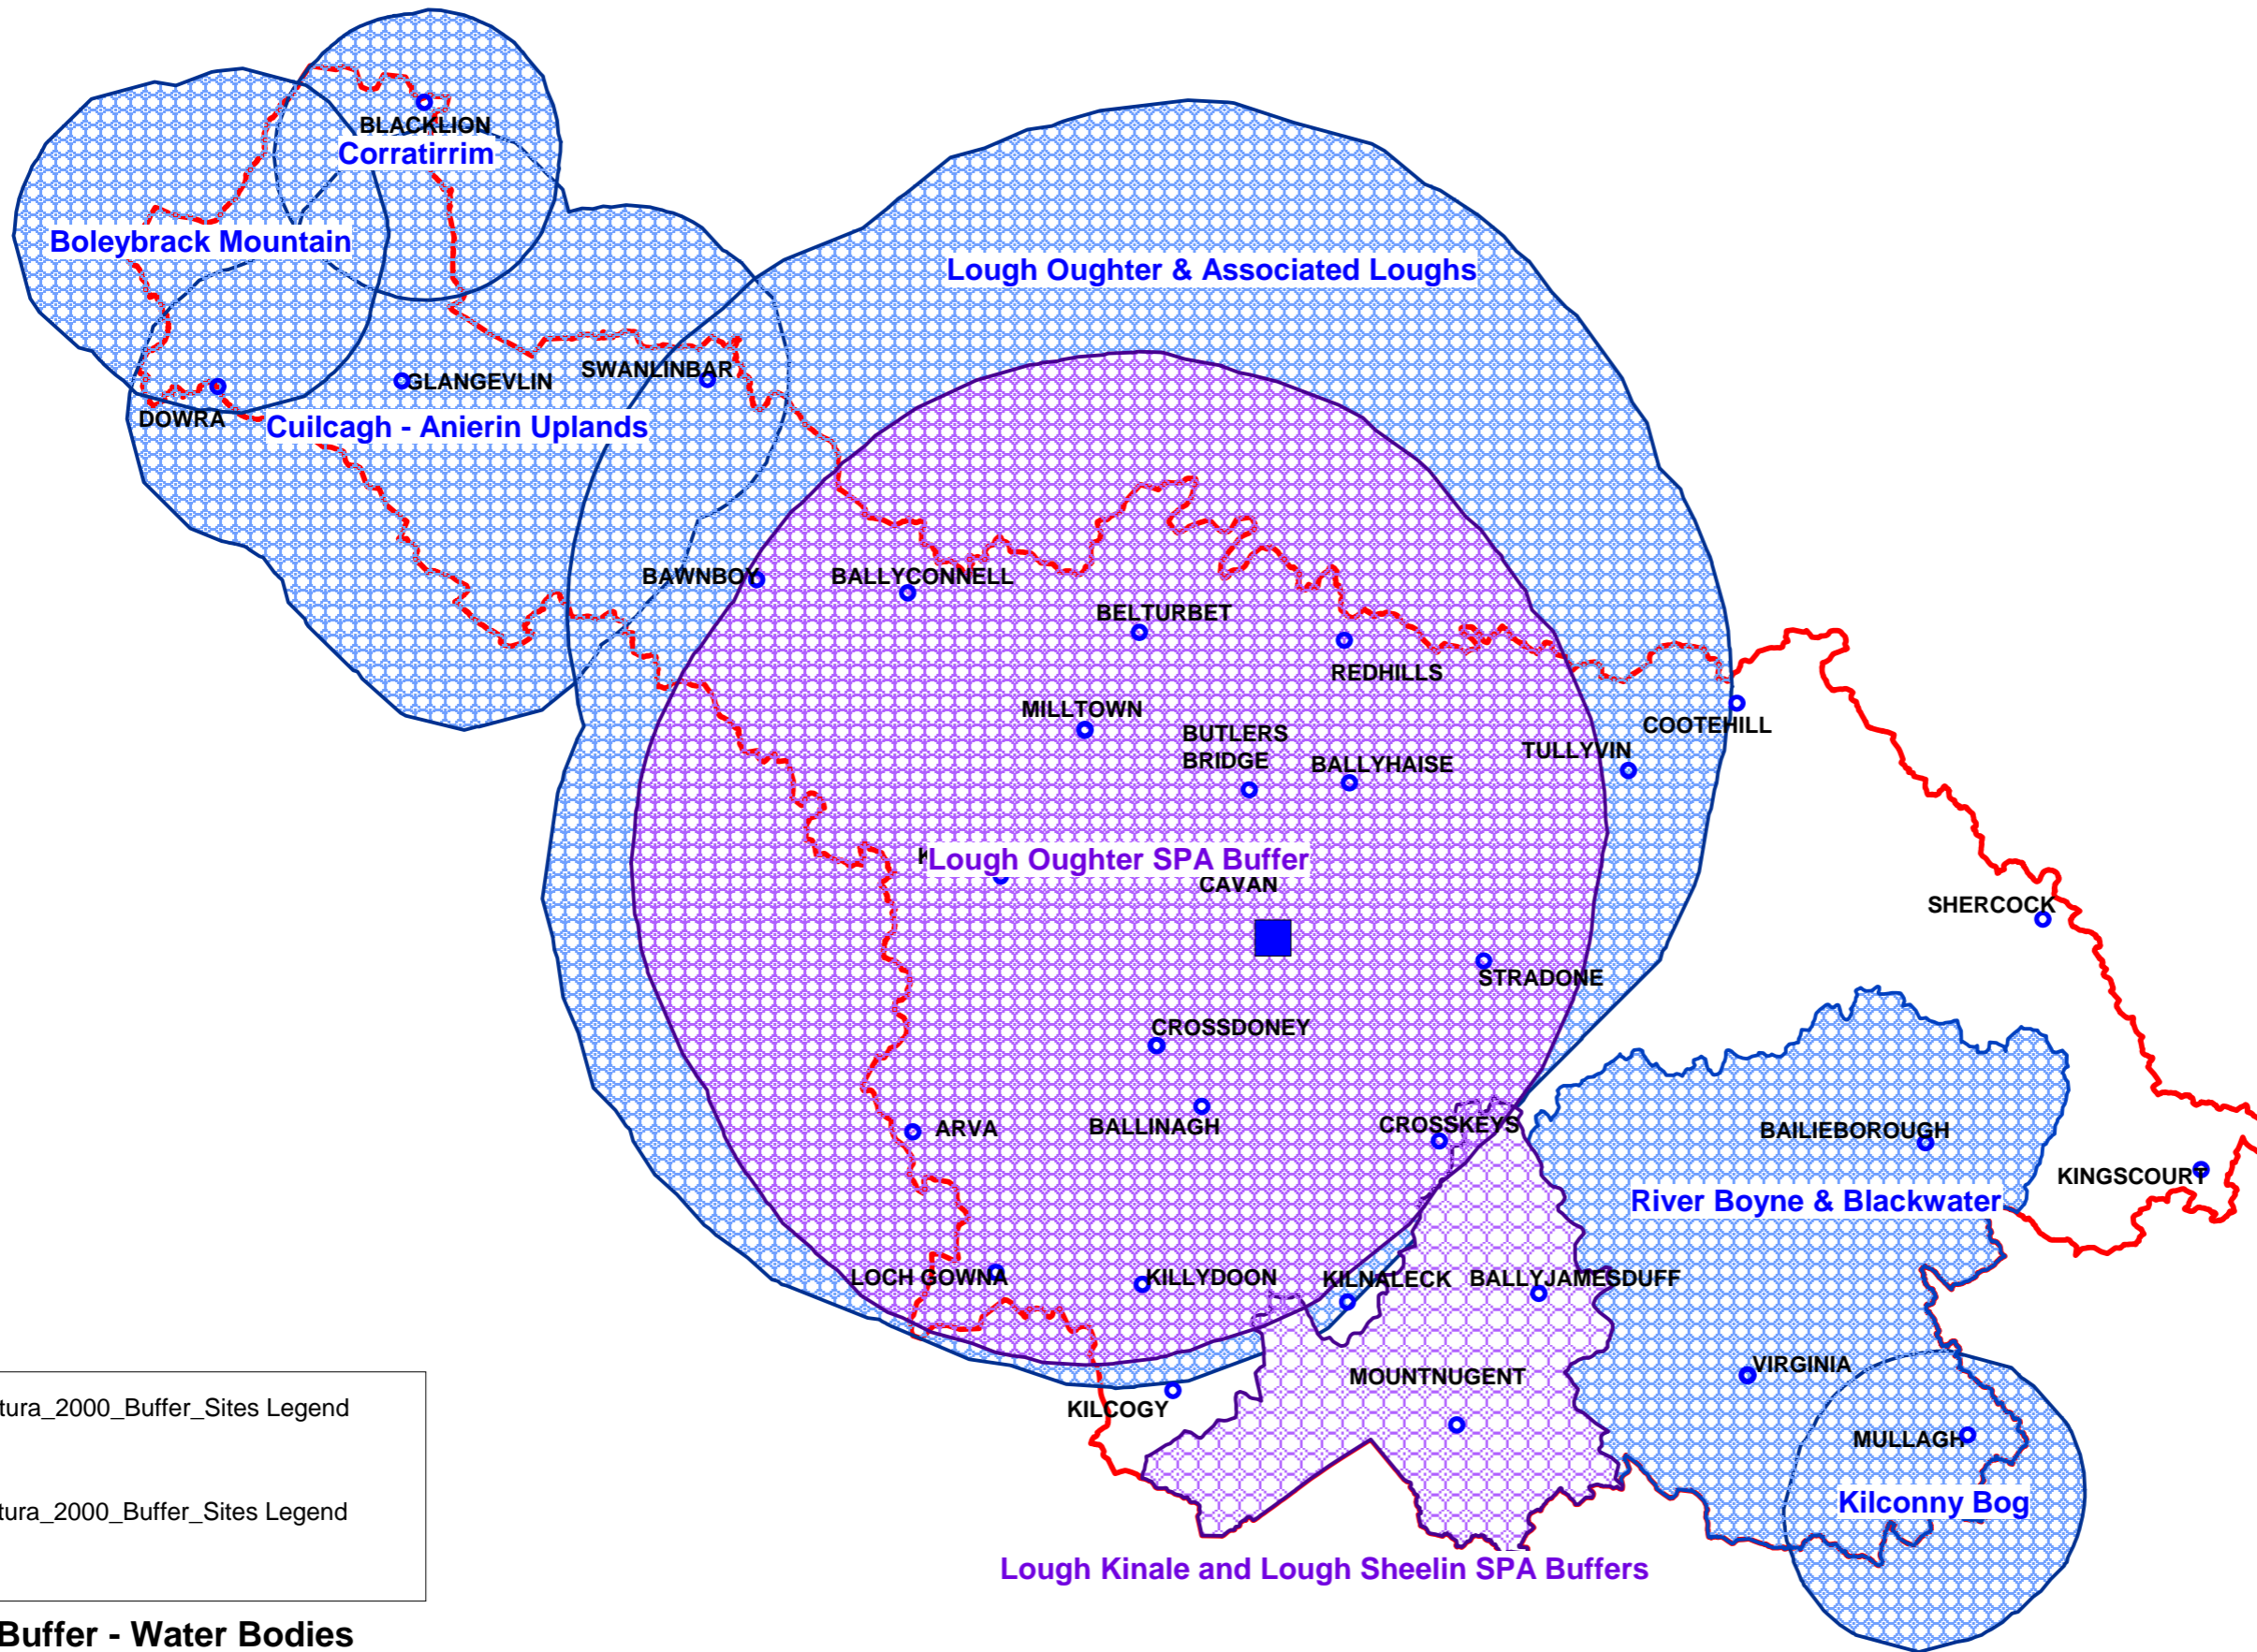 BLACKLION
Corratirrim
Boleybrack Mountain
Lough Oughter & Associated Loughs
SWANLINBAR
GLANGEVLIN
DOWRA
Cuilcagh - Anierin Uplands
BAWNBOY
BALLYCONNELL
BELTURBET
REDHILLS
MILLTOWN
COOTEHILL
BUTLERS
BRIDGE
BALLYHAISE
TULLYVIN
Lough Oughter SPA Buffer
CAVAN
SHERCOCK
STRADONE
CROSSDONEY
ARVA
BALLINAGH
CROSSKEYS
BAILIEBOROUGH
KINGSCOURT
River Boyne & Blackwater
LOCH GOWNA
KILLYDOON
KILNALECK
BALLYJAMESDUFF
MOUNTNUGENT
VIRGINIA
KILCOGY
MULLAGH
Kilconny Bog
Lough Kinale and Lough Sheelin SPA Buffers
tura_2000_Buffer_Sites Legend
tura_2000_Buffer_Sites Legend
Buffer - Water Bodies